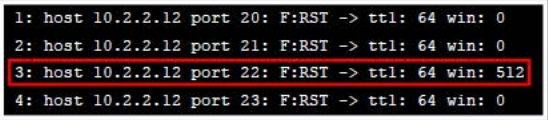 1: host 10.2.2.12 port 20: F:RST -> ttl: 64 win: 0
2: host 10.2.2.12 port 21: F:RST -> ttl: 64 win: 0
3: host 10.2.2.12 port 22: F:RST -> ttl: 64 win: 512
4: host 10.2.2.12 port 23: F:RST -> ttl: 64 win: 0